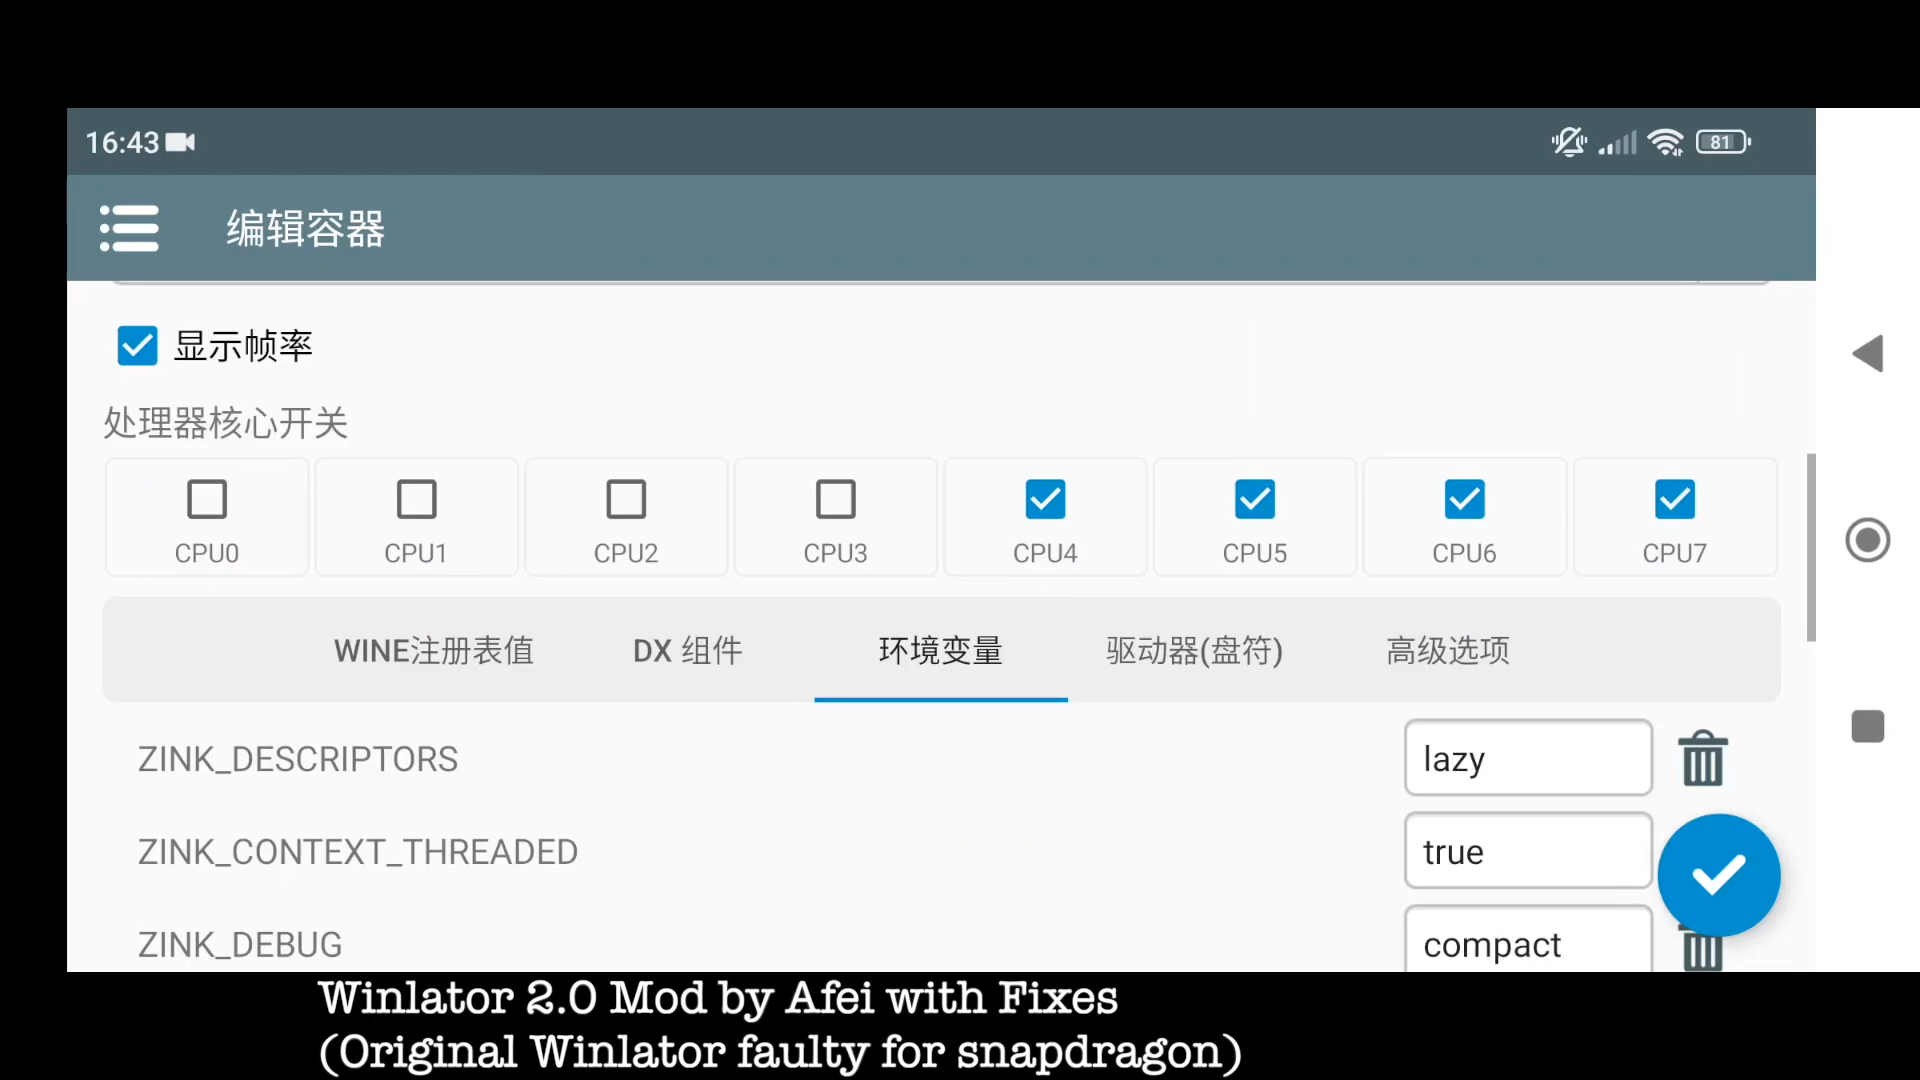 16:43
81
编辑容器
显示帧率
处理器核心开关
CPU0 CPU1 CPU2 CPU3 CPU4 CPU5 CPU6 CPU7
WINE注册表值 DX 组件 环境变量 驱动器(盘符) 高级选项
ZINK_DESCRIPTORS lazy
ZINK_CONTEXT_THREADED true
ZINK_DEBUG compact
Winlator 2.0 Mod by Afei with Fixes
(Original Winlator faulty for snapdragon)